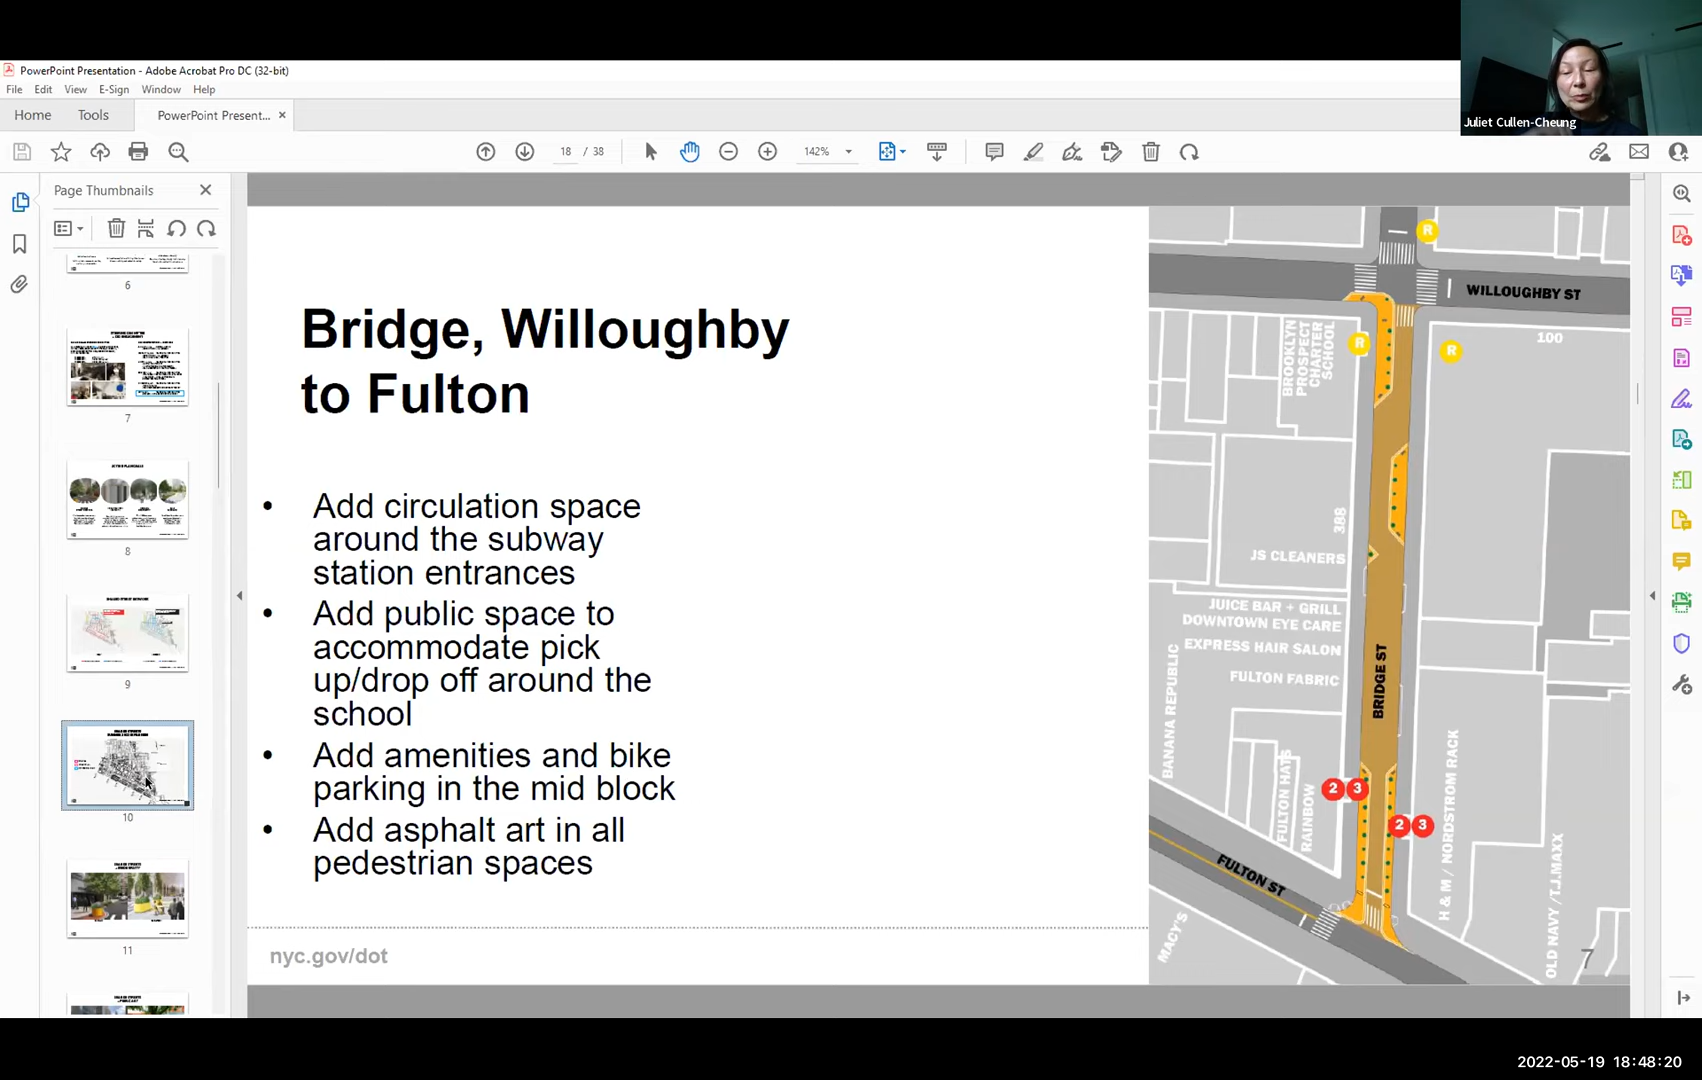 PowerPoint Presentation - Adobe Acrobat Pro DC (32-bit)
File Edit View E-Sign Window Help
Home Tools PowerPoint Present... ×
18 / 38 142%
Juliet Cullen-Cheung
Page Thumbnails
6
7
8
9
10
11
Bridge, Willoughby
to Fulton
• Add circulation space
around the subway
station entrances
• Add public space to
accommodate pick
up/drop off around the
school
• Add amenities and bike
parking in the mid block
• Add asphalt art in all
pedestrian spaces
nyc.gov/dot
R
WILLOUGHBY ST
R
R
100
BROOKLYN
PROSPECT
CHARTER
SCHOOL
388
JS CLEANERS
JUICE BAR + GRILL
DOWNTOWN EYE CARE
EXPRESS HAIR SALON
FULTON FABRIC
BANANA REPUBLIC
BRIDGE ST
FULTON HATS
RAINBOW
2 3
2 3
H & M / NORDSTROM RACK
OLD NAVY /T.J.MAXX
FULTON ST
MACY'S
7
2022-05-19 18:48:20